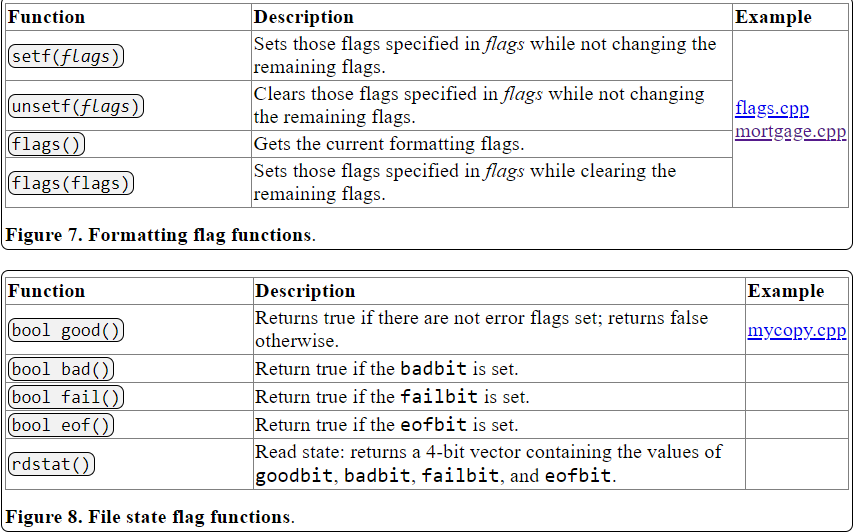 Function Description Example
setf(flags) Sets those flags specified in flags while not changing the
remaining flags.
unsetf(flags) Clears those flags specified in flags while not changing
the remaining flags.
flags.cpp
mortgage.cpp
flags() Gets the current formatting flags.
flags(flags) Sets those flags specified in flags while clearing the
remaining flags.
Figure 7. Formatting flag functions.
Function Description Example
bool good() Returns true if there are not error flags set; returns false
otherwise.
mycopy.cpp
bool bad() Return true if the badbit is set.
bool fail() Return true if the failbit is set.
bool eof() Return true if the eofbit is set.
rdstat() Read state: returns a 4-bit vector containing the values of
goodbit, badbit, failbit, and eofbit.
Figure 8. File state flag functions.